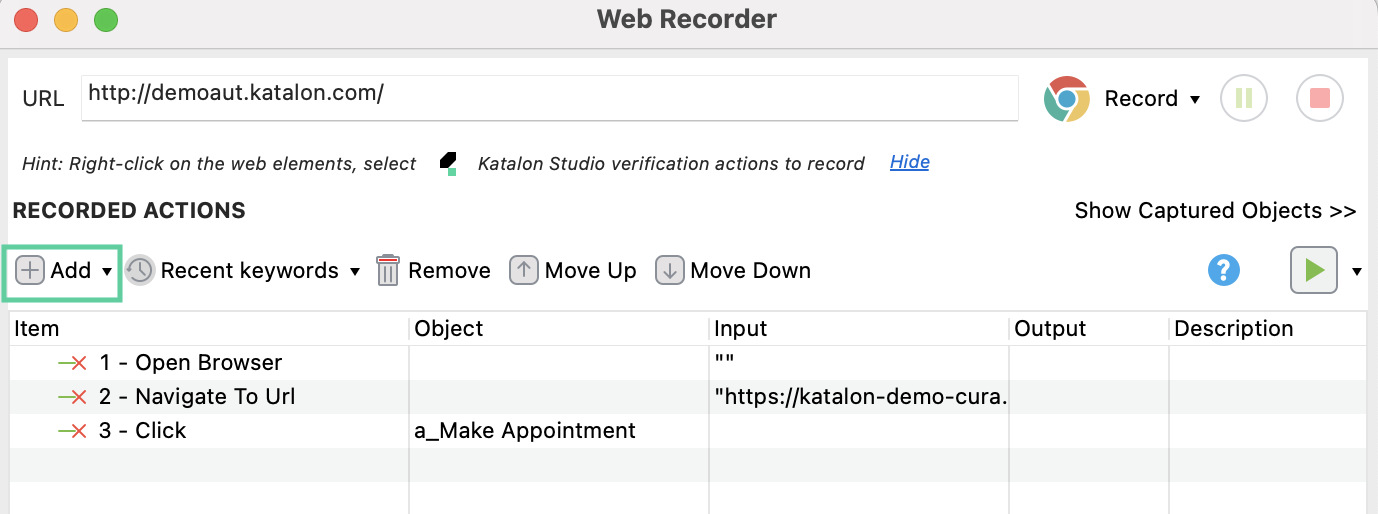 Web Recorder
URL http://demoaut.katalon.com/ Record
Hint: Right-click on the web elements, select Katalon Studio verification actions to record Hide
RECORDED ACTIONS Show Captured Objects >>
Add Recent keywords Remove Move Up Move Down ?
Item Object Input Output Description
1 - Open Browser ""
2 - Navigate To Url "https://katalon-demo-cura.
3 - Click a_Make Appointment